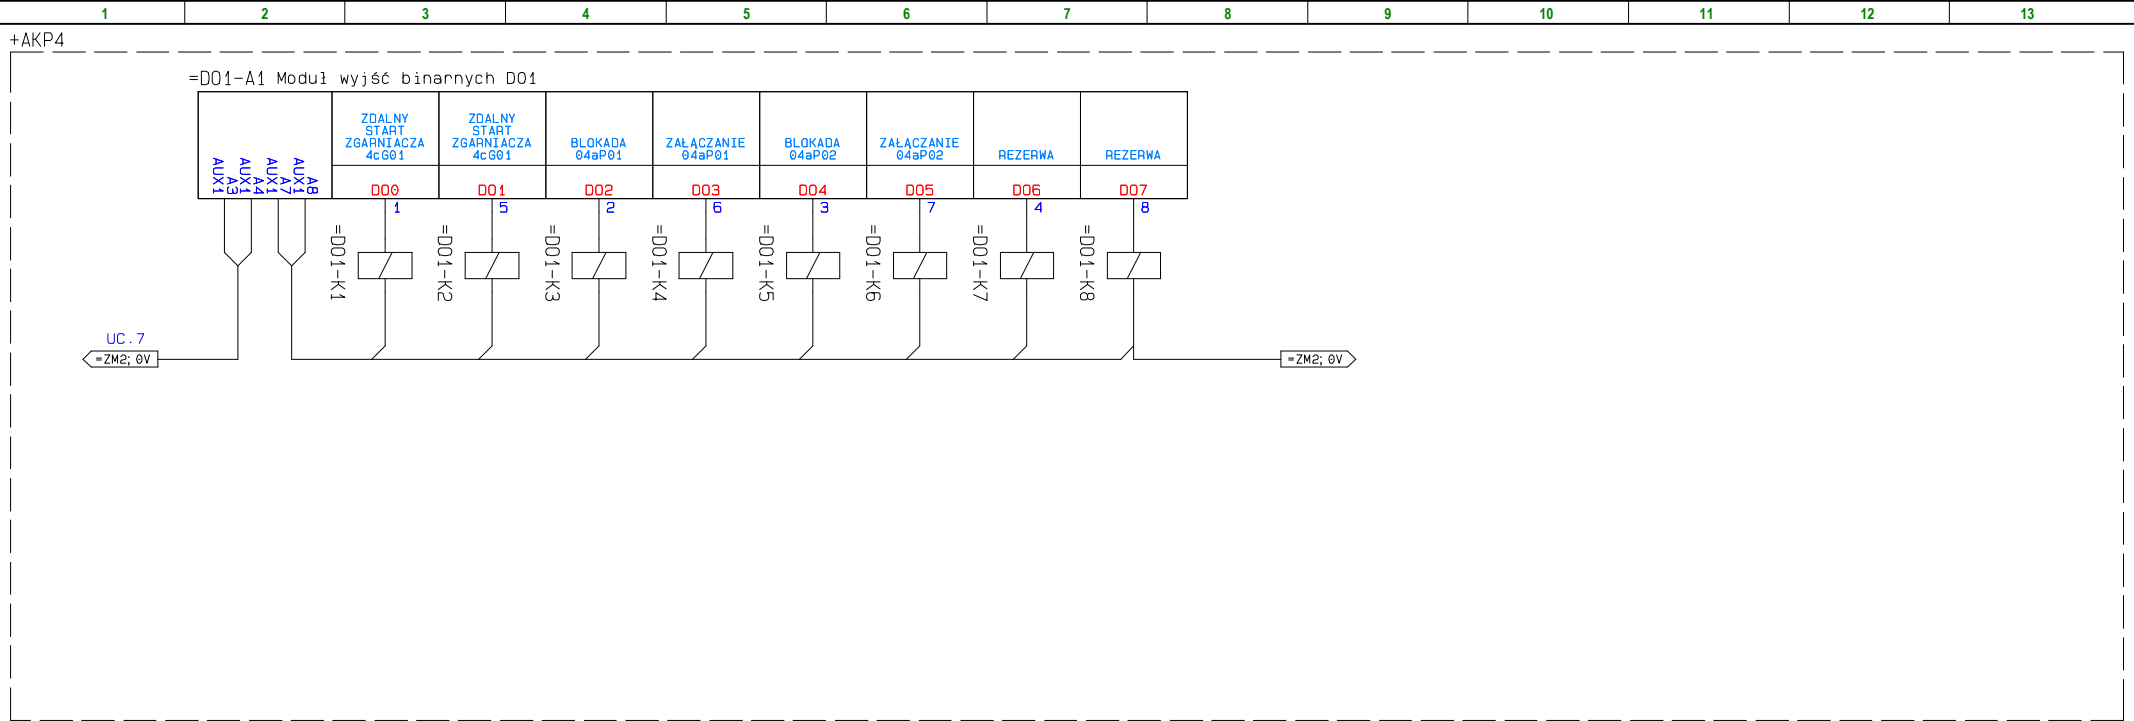 1 2 3 4 5 6 7 8 9 10 11 12 13
+AKP4
=DO1-A1 Moduł wyjść binarnych DO1
AUX1 A3 AUX1 A4 AUX1 A7 AUX1 A8
ZDALNY
START
ZGARNIACZA
4cG01
ZDALNY
START
ZGARNIACZA
4cG01
BLOKADA
04aP01
ZAŁĄCZANIE
04aP01
BLOKADA
04aP02
ZAŁĄCZANIE
04aP02
REZERWA
REZERWA
DO0 DO1 DO2 DO3 DO4 DO5 DO6 DO7
1 5 2 6 3 7 4 8
=DO1-K1 =DO1-K2 =DO1-K3 =DO1-K4 =DO1-K5 =DO1-K6 =DO1-K7 =DO1-K8
UC.7
=ZM2; 0V =ZM2; 0V